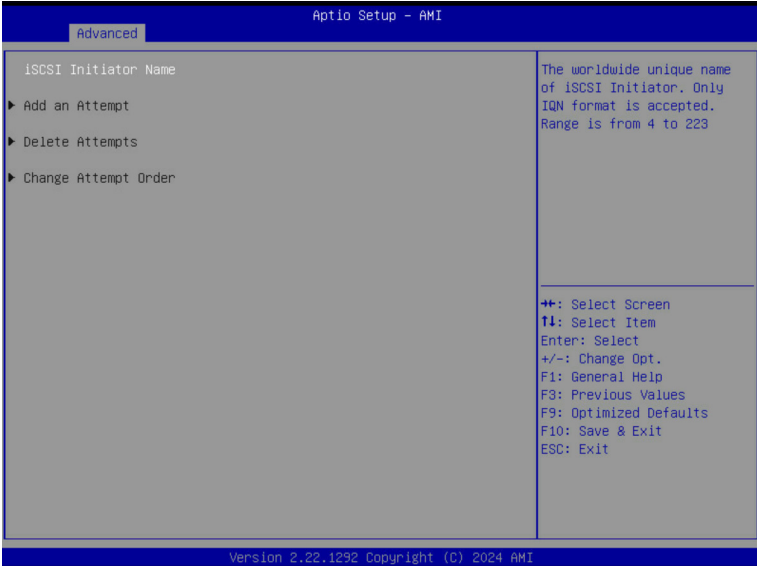 Aptio Setup – AMI
Advanced
iSCSI Initiator Name
▶ Add an Attempt
▶ Delete Attempts
▶ Change Attempt Order
The worldwide unique name
of iSCSI Initiator. Only
IQN format is accepted.
Range is from 4 to 223
→←: Select Screen
↑↓: Select Item
Enter: Select
+/-: Change Opt.
F1: General Help
F3: Previous Values
F9: Optimized Defaults
F10: Save & Exit
ESC: Exit
Version 2.22.1292 Copyright (C) 2024 AMI